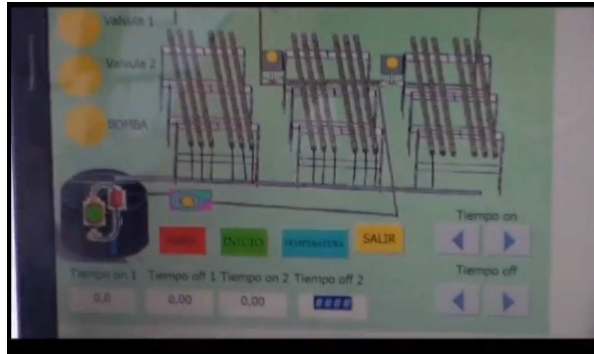 Valvula 1
Valvula 2
BOMBA
INICIO
SALIR
Tiempo on
Tiempo off
Tiempo on 1 Tiempo off 1 Tiempo on 2 Tiempo off 2
0,0 0,00 0,00 ####